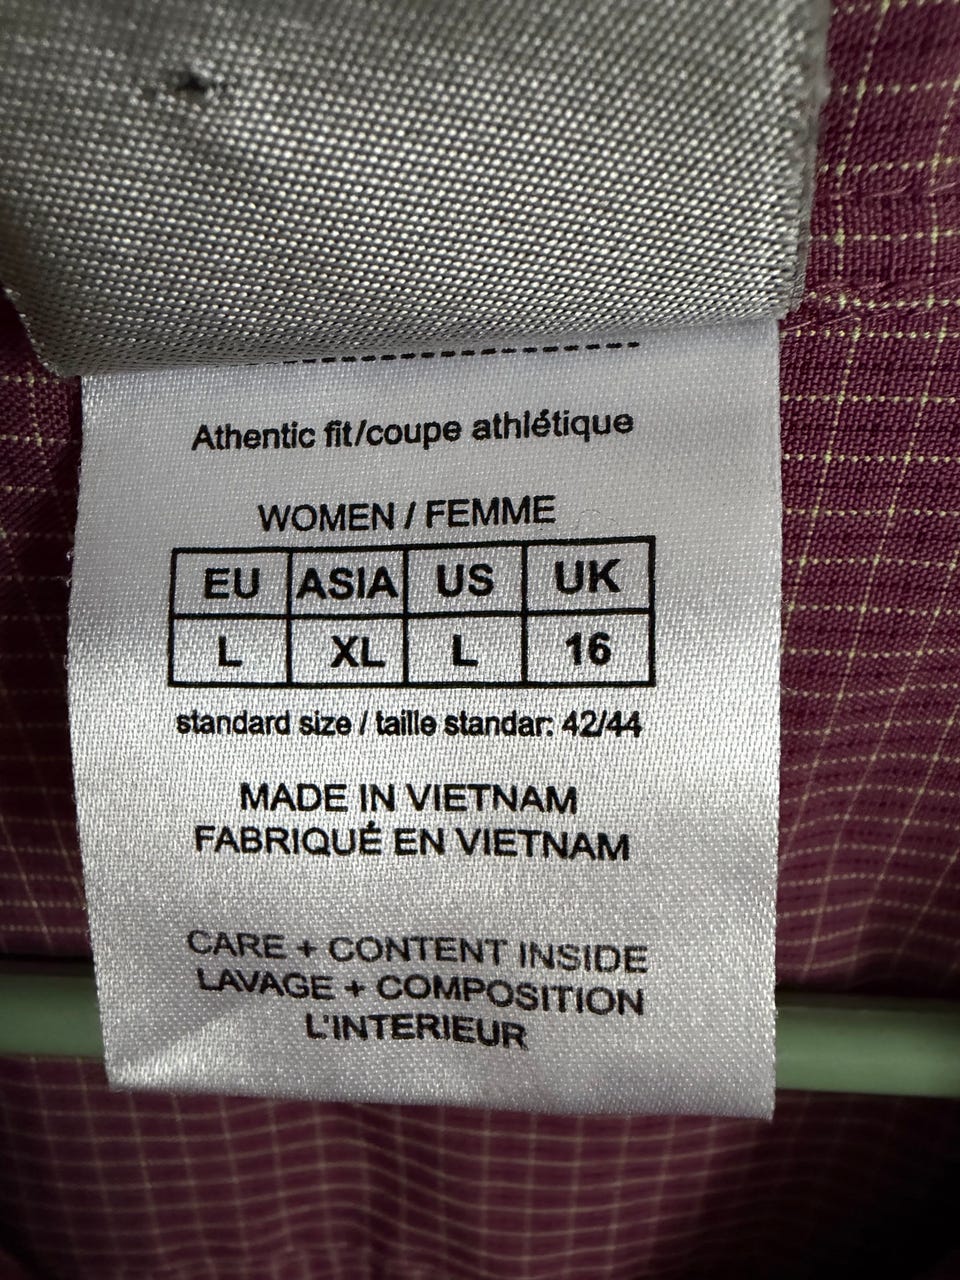 Athentic fit/coupe athlétique
WOMEN / FEMME
EU ASIA US UK
L XL L 16
standard size / taille standar: 42/44
MADE IN VIETNAM
FABRIQUÉ EN VIETNAM
CARE + CONTENT INSIDE
LAVAGE + COMPOSITION
L'INTERIEUR